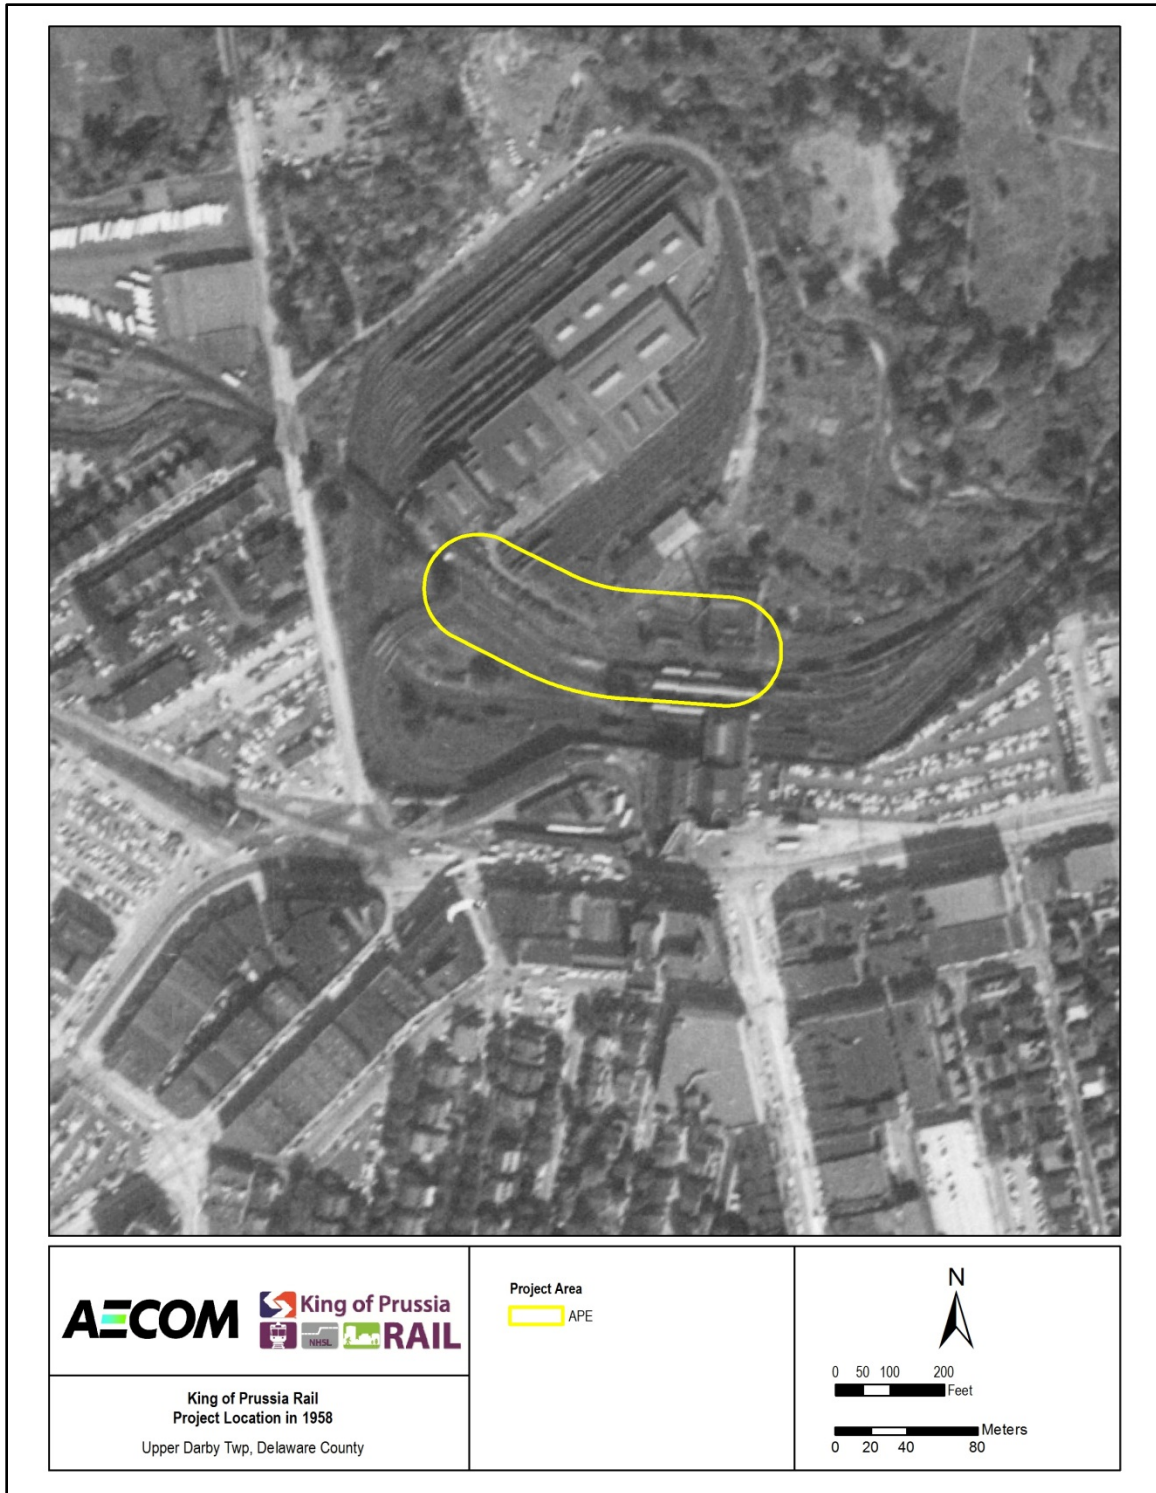 AECOM
King of Prussia
RAIL
NHSL
King of Prussia Rail
Project Location in 1958
Upper Darby Twp, Delaware County
Project Area
APE
N
0 50 100 200
Feet
Meters
0 20 40 80